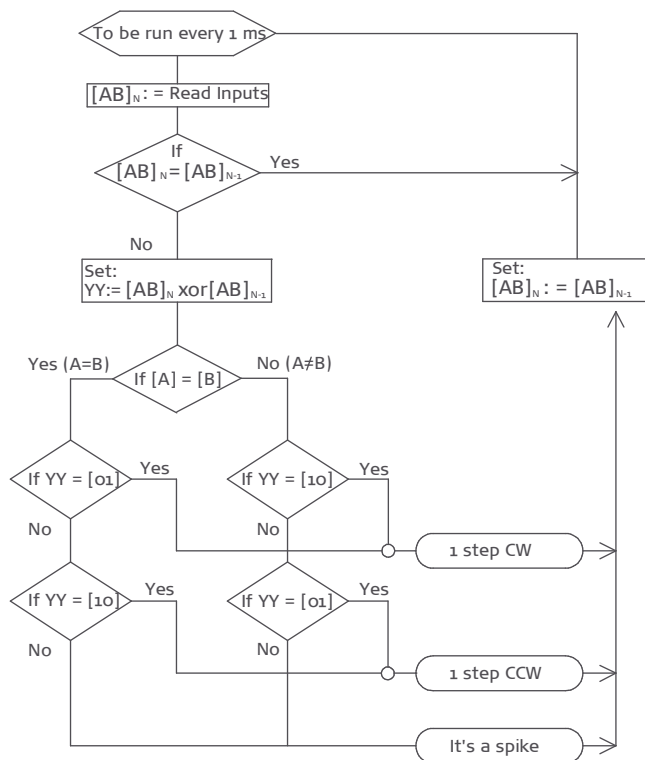 To be run every 1 ms
[AB]N : = Read Inputs
If
[AB]N = [AB]N-1
Yes
No
Set:
YY:= [AB]N xor[AB]N-1
Set:
[AB]N : = [AB]N-1
Yes (A=B)
No (A≠B)
If [A] = [B]
If YY = [01]
Yes
If YY = [10]
Yes
No
No
1 step CW
If YY = [10]
Yes
If YY = [01]
Yes
No
No
1 step CCW
It's a spike